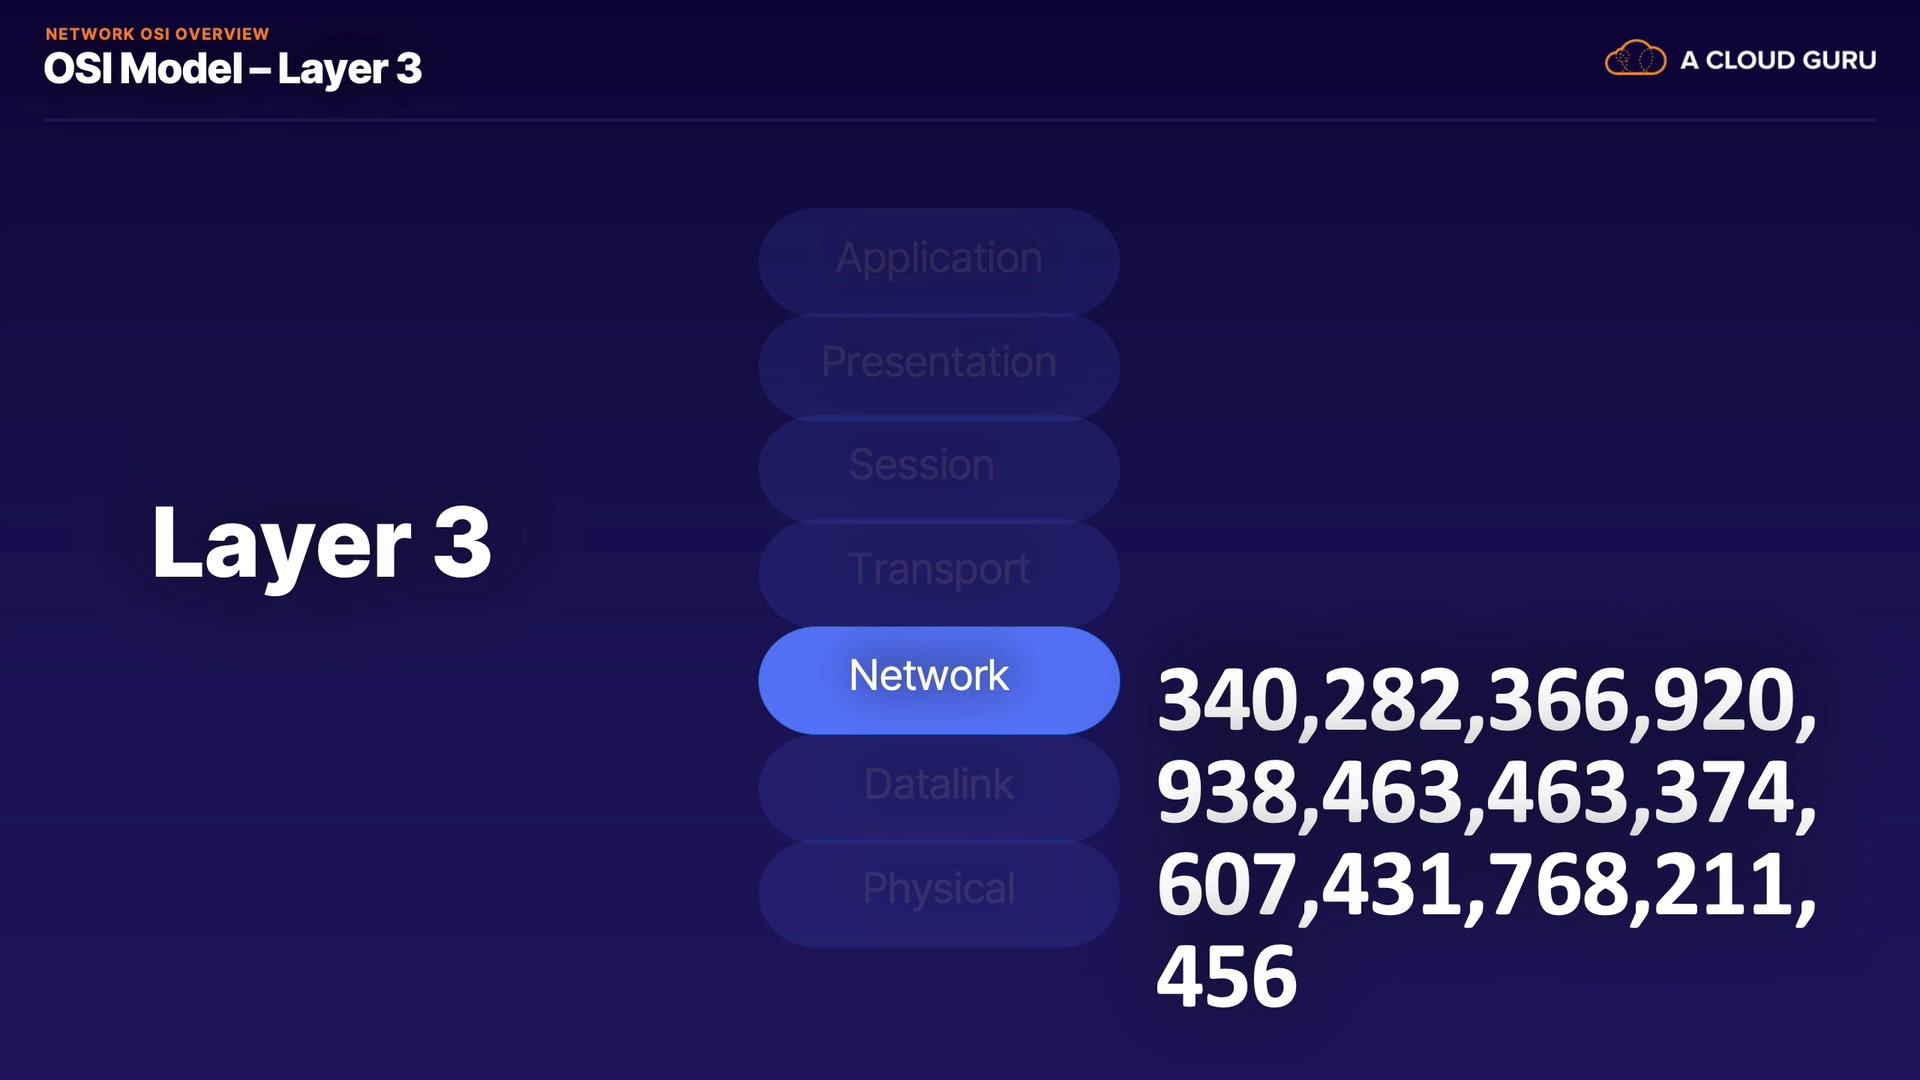 NETWORK OSI OVERVIEW
OSI Model – Layer 3
A CLOUD GURU
Application
Presentation
Session
Layer 3
Transport
Network
340,282,366,920,
938,463,463,374,
607,431,768,211,
456
Datalink
Physical